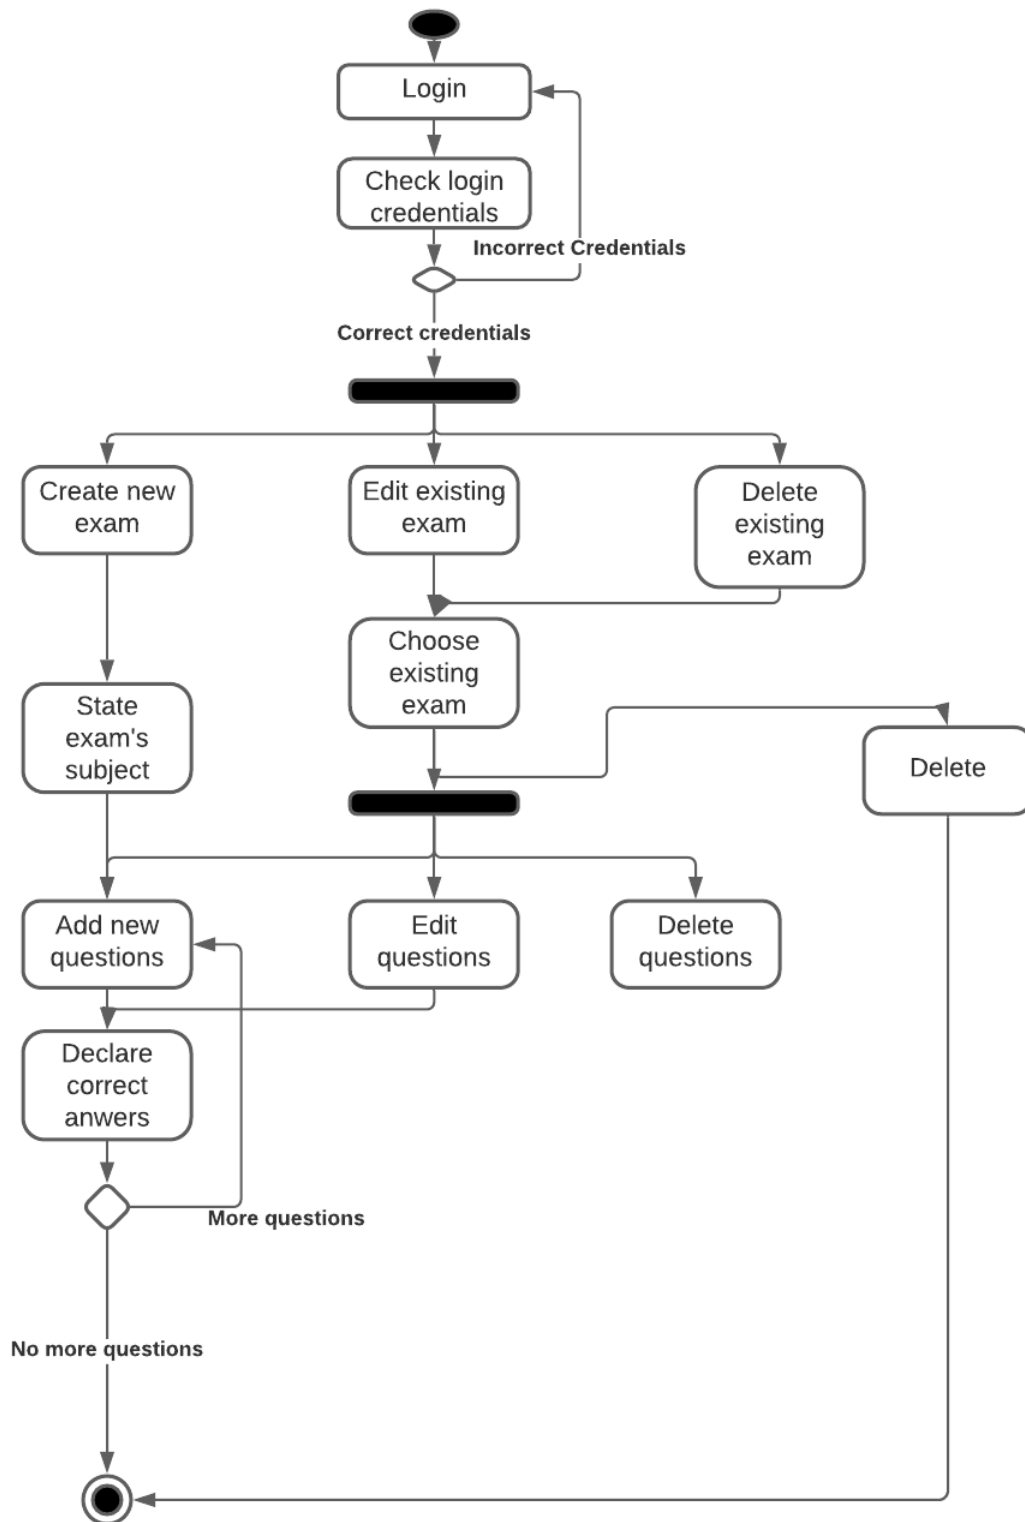 Login
Check login
credentials
Incorrect Credentials
Correct credentials
Create new
exam
Edit existing
exam
Delete
existing
exam
Choose
existing
exam
State
exam's
subject
Delete
Add new
questions
Edit
questions
Delete
questions
Declare
correct
anwers
More questions
No more questions